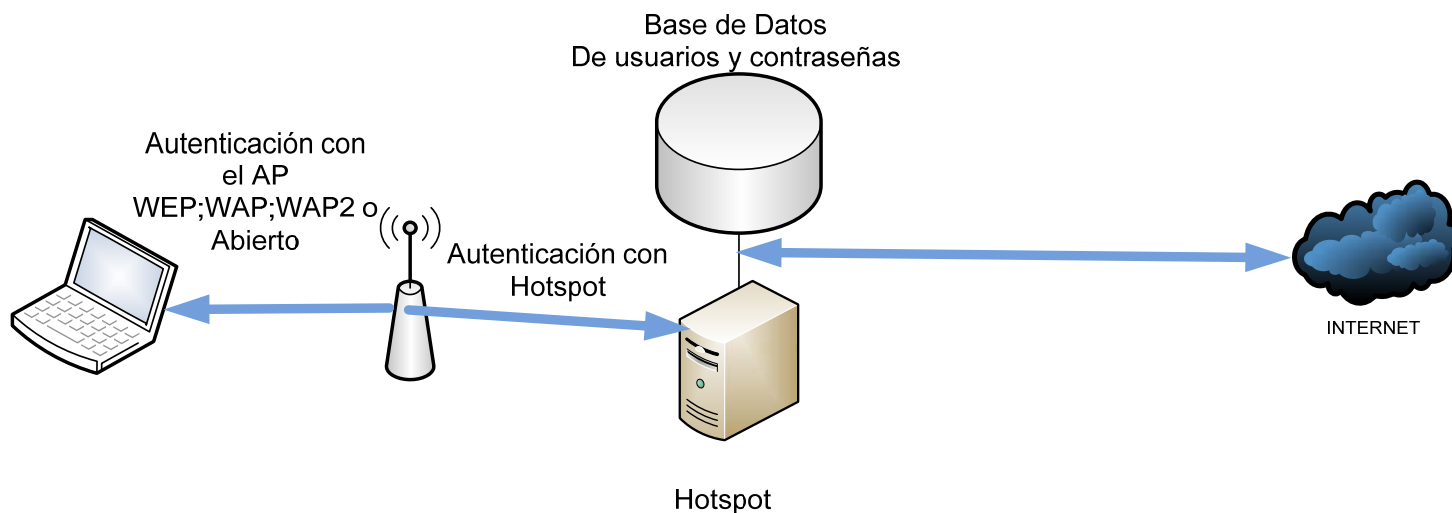 Base de Datos
De usuarios y contraseñas
Autenticación con
el AP
WEP;WAP;WAP2 o
Abierto
Autenticación con
Hotspot
INTERNET
Hotspot